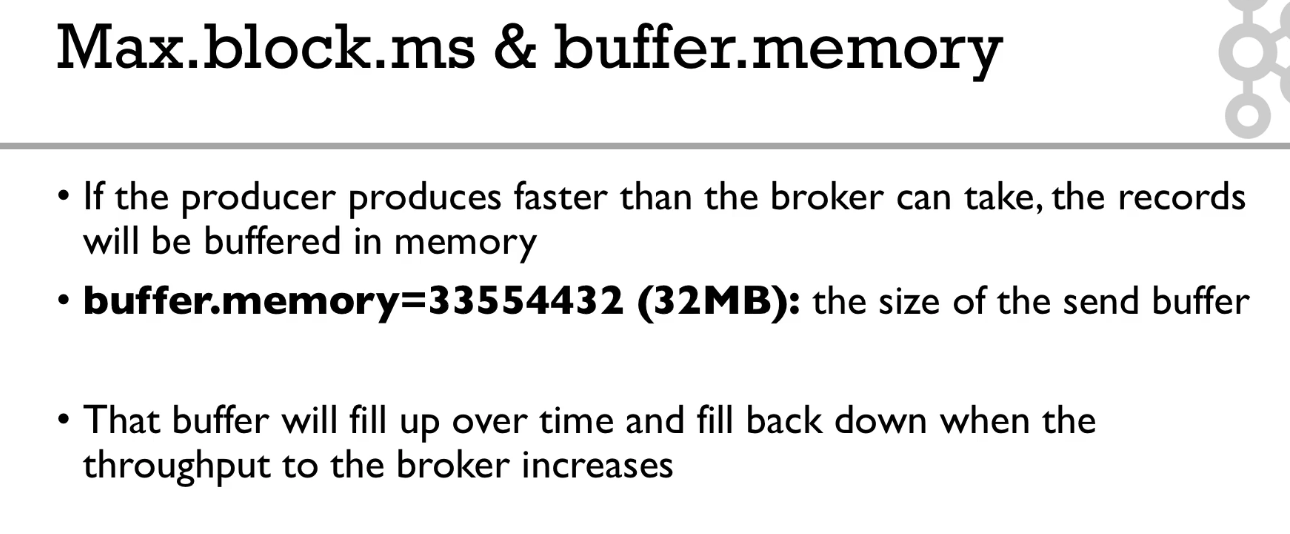 Max.block.ms & buffer.memory
• If the producer produces faster than the broker can take, the records
will be buffered in memory
• buffer.memory=33554432 (32MB): the size of the send buffer
• That buffer will fill up over time and fill back down when the
throughput to the broker increases